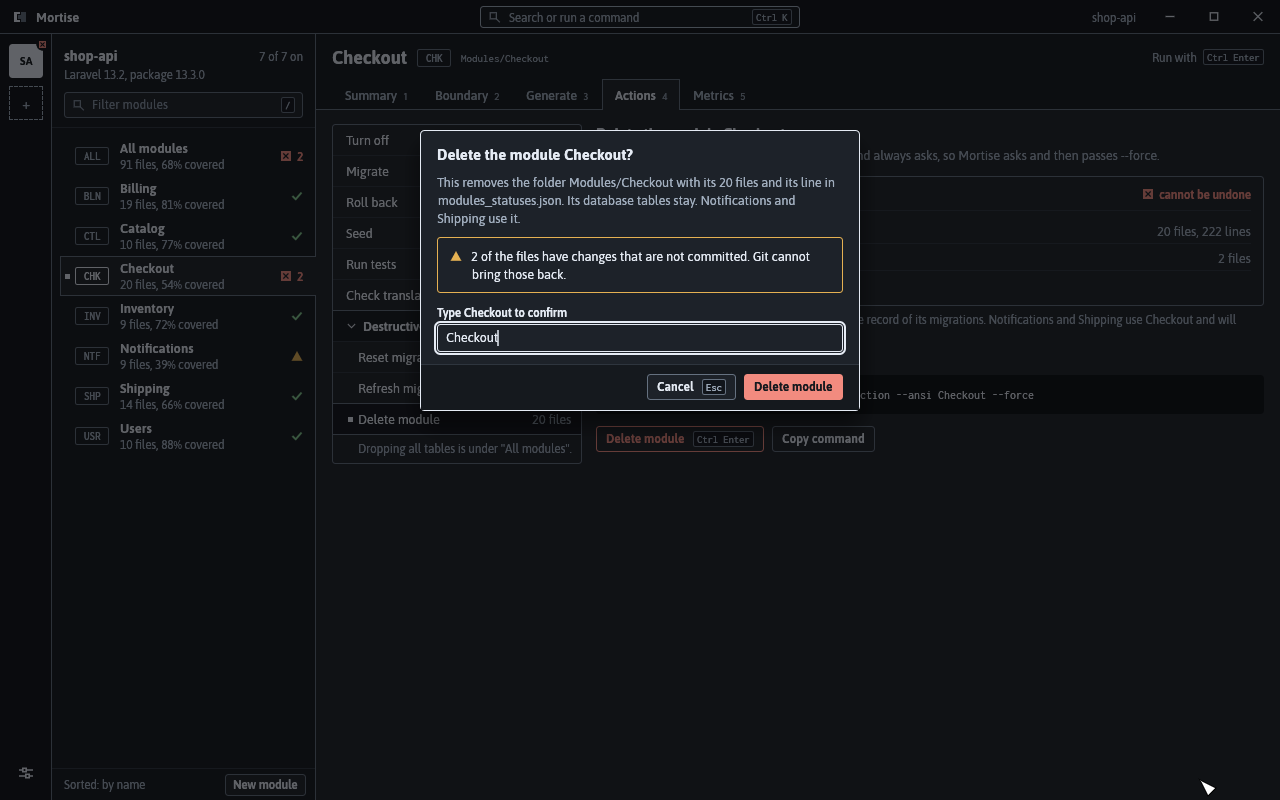 Mortise
Search or run a command
Ctrl K
shop-api
SA
+
shop-api
7 of 7 on
Laravel 13.2, package 13.3.0
Filter modules
/
ALL
All modules
91 files, 68% covered
2
BLN
Billing
19 files, 81% covered
CTL
Catalog
10 files, 77% covered
CHK
Checkout
20 files, 54% covered
2
INV
Inventory
9 files, 72% covered
NTF
Notifications
9 files, 39% covered
SHP
Shipping
14 files, 66% covered
USR
Users
10 files, 88% covered
Sorted: by name
New module
Checkout
CHK
Modules/Checkout
Run with
Ctrl Enter
Summary 1
Boundary 2
Generate 3
Actions 4
Metrics 5
Turn off
Migrate
Roll back
Seed
Run tests
Check transla
Destructiv
Reset migra
Refresh mig
Delete module
20 files
Dropping all tables is under "All modules".
d always asks, so Mortise asks and then passes --force.
cannot be undone
20 files, 222 lines
2 files
e record of its migrations. Notifications and Shipping use Checkout and will
ction --ansi Checkout --force
Delete module
Ctrl Enter
Copy command
Delete the module Checkout?
This removes the folder Modules/Checkout with its 20 files and its line in
modules_statuses.json. Its database tables stay. Notifications and
Shipping use it.
2 of the files have changes that are not committed. Git cannot
bring those back.
Type Checkout to confirm
Checkout
Cancel
Esc
Delete module